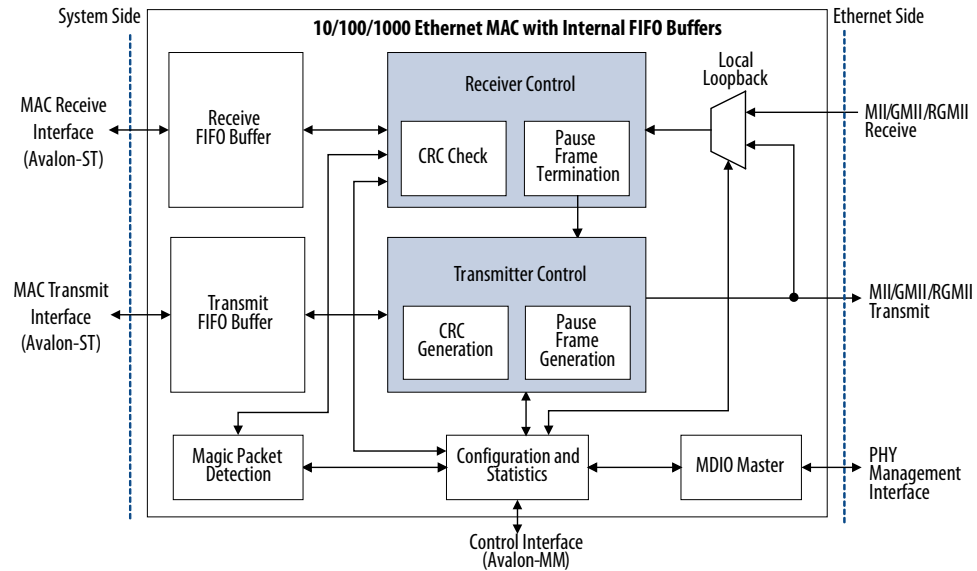 System Side
Ethernet Side
10/100/1000 Ethernet MAC with Internal FIFO Buffers
Local
Loopback
Receiver Control
MAC Receive
Interface
(Avalon-ST)
Receive
FIFO Buffer
CRC Check
Pause
Frame
Termination
MII/GMII/RGMII
Receive
Transmitter Control
MAC Transmit
Interface
(Avalon-ST)
Transmit
FIFO Buffer
CRC
Generation
Pause
Frame
Generation
MII/GMII/RGMII
Transmit
Magic Packet
Detection
Configuration and
Statistics
MDIO Master
PHY
Management
Interface
Control Interface
(Avalon-MM)